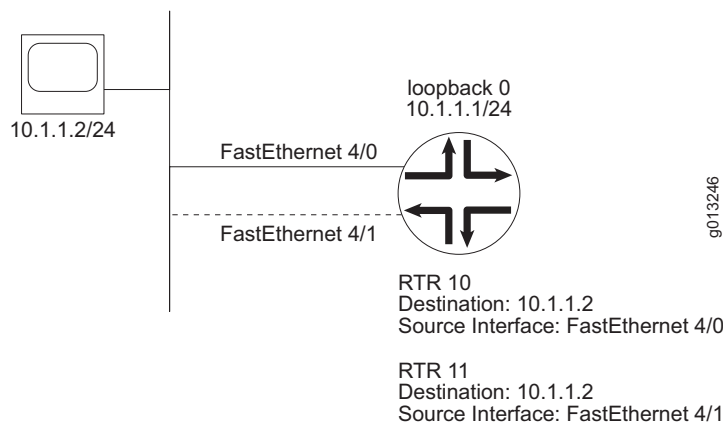 loopback 0
10.1.1.1/24
10.1.1.2/24
FastEthernet 4/0
FastEthernet 4/1
g013246
RTR 10
Destination: 10.1.1.2
Source Interface: FastEthernet 4/0
RTR 11
Destination: 10.1.1.2
Source Interface: FastEthernet 4/1